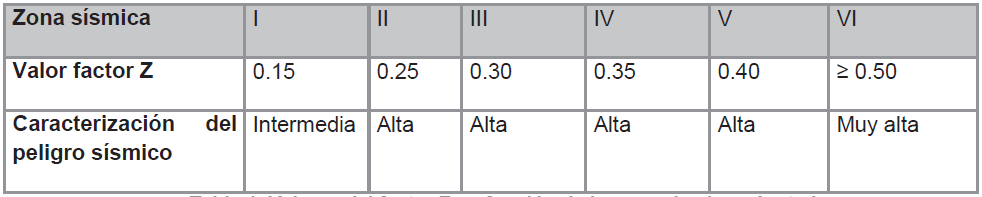 Zona sísmica I II III IV V VI
Valor factor Z 0.15 0.25 0.30 0.35 0.40 ≥ 0.50
Caracterización del peligro sísmico Intermedia Alta Alta Alta Alta Muy alta